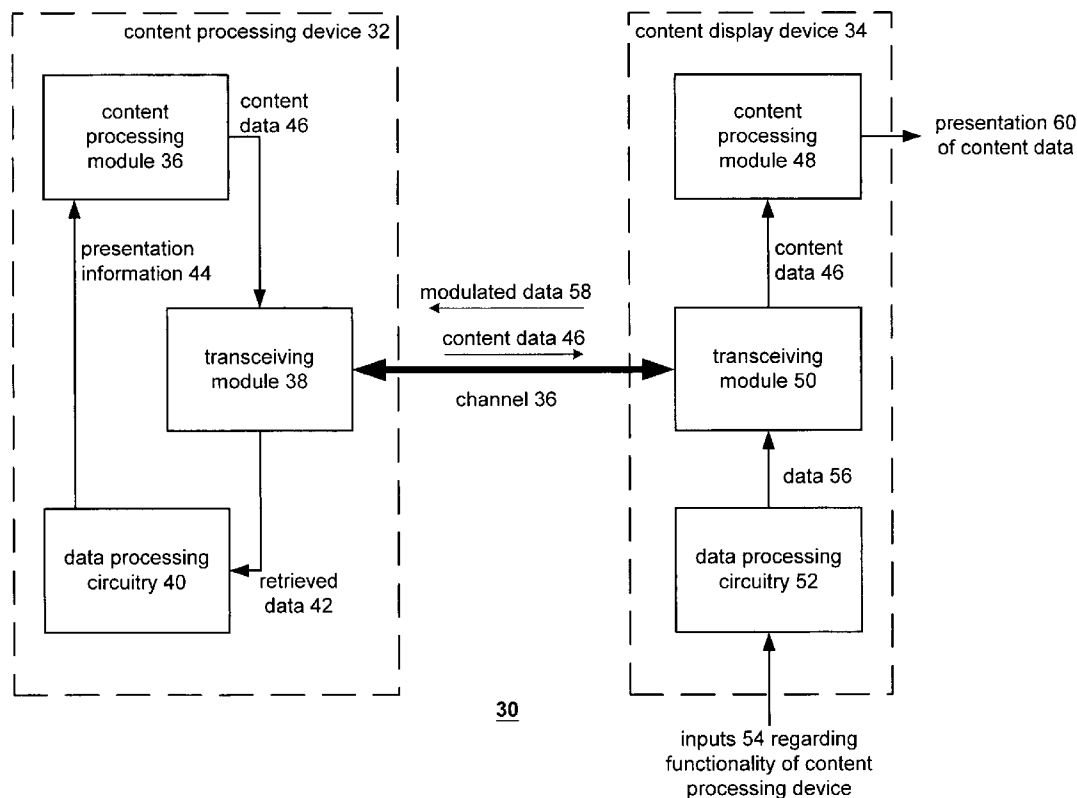 content processing device 32
content
processing
module 36
content
data 46
presentation
information 44
transceiving
module 38
data processing
circuitry 40
retrieved
data 42
modulated data 58
content data 46
channel 36
content display device 34
content
processing
module 48
presentation 60
of content data
content
data 46
transceiving
module 50
data 56
data processing
circuitry 52
30
inputs 54 regarding
functionality of content
processing device